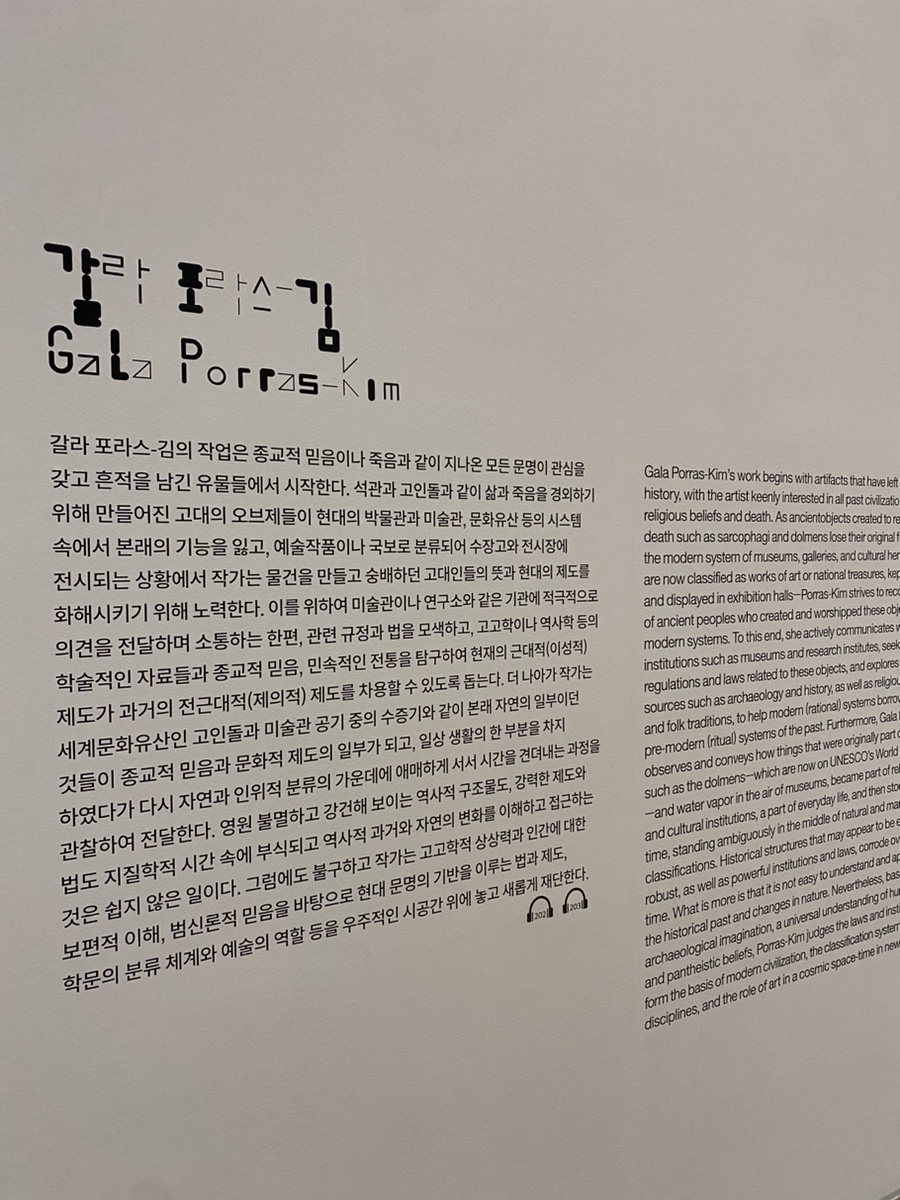 갈라 포라스-김
Gala Porras-Kim
갈라 포라스-김의 작업은 종교적 믿음이나 죽음과 같이 지나온 모든 문명이 관심을
갖고 흔적을 남긴 유물들에서 시작한다. 석관과 고인돌과 같이 삶과 죽음을 경외하기
위해 만들어진 고대의 오브제들이 현대의 박물관과 미술관, 문화유산 등의 시스템
속에서 본래의 기능을 잃고, 예술작품이나 국보로 분류되어 수장고와 전시장에
전시되는 상황에서 작가는 물건을 만들고 숭배하던 고대인들의 뜻과 현대의 제도를
화해시키기 위해 노력한다. 이를 위하여 미술관이나 연구소와 같은 기관에 적극적으로
의견을 전달하며 소통하는 한편, 관련 규정과 법을 모색하고, 고고학이나 역사학 등의
학술적인 자료들과 종교적 믿음, 민속적인 전통을 탐구하여 현재의 근대적(이성적)
제도가 과거의 전근대적(제의적) 제도를 차용할 수 있도록 돕는다. 더 나아가 작가는
세계문화유산인 고인돌과 미술관 공기 중의 수증기와 같이 본래 자연의 일부이던
것들이 종교적 믿음과 문화적 제도의 일부가 되고, 일상 생활의 한 부분을 차지
하였다가 다시 자연과 인위적 분류의 가운데에 애매하게 서서 시간을 견뎌내는 과정을
관찰하여 전달한다. 영원 불멸하고 강건해 보이는 역사적 구조물도, 강력한 제도와
법도 지질학적 시간 속에 부식되고 역사적 과거와 자연의 변화를 이해하고 접근하는
것은 쉽지 않은 일이다. 그럼에도 불구하고 작가는 고고학적 상상력과 인간에 대한
보편적 이해, 범신론적 믿음을 바탕으로 현대 문명의 기반을 이루는 법과 제도,
학문의 분류 체계와 예술의 역할 등을 우주적인 시공간 위에 놓고 새롭게 재단한다.
202 203
Gala Porras-Kim's work begins with artifacts that have left
history, with the artist keenly interested in all past
religious beliefs and death. As ancientobjects created to
death such as sarcophagi and dolmens lose their original
the modern system of museums, galleries, and cultural
are now classified as works of art or national treasures,
and displayed in exhibition halls—Porras-Kim strives to
of ancient people who created and worshipped these
modern systems. To this end, she actively communicates
institutions such as museums and research institutes,
regulations and laws related to these objects, and explores
sources such as archaeology and history, as well as
and folk traditions, to help modern (rational) systems
pre-modern (ritual) systems of the past. Furthermore, Gala
observes and conveys how things that were originally part
such as the dolmens—which are now on UNESCO's World
—and water vapor in the air of museums, became part of
and cultural institutions, a part of everyday life, and then
time, standing ambiguously in the middle of natural and
classifications. Historical structures that may appear to be
robust, as well as powerful institutions and laws, corrode
time. What is more is that it is not easy to understand and
the historical past and changes in nature. Nevertheless,
archaeological imagination, a universal understanding of
and pantheistic beliefs, Porras-Kim judges the laws and
form the basis of modern civilization, the classification
disciplines, and the role of art in a cosmic space-time in